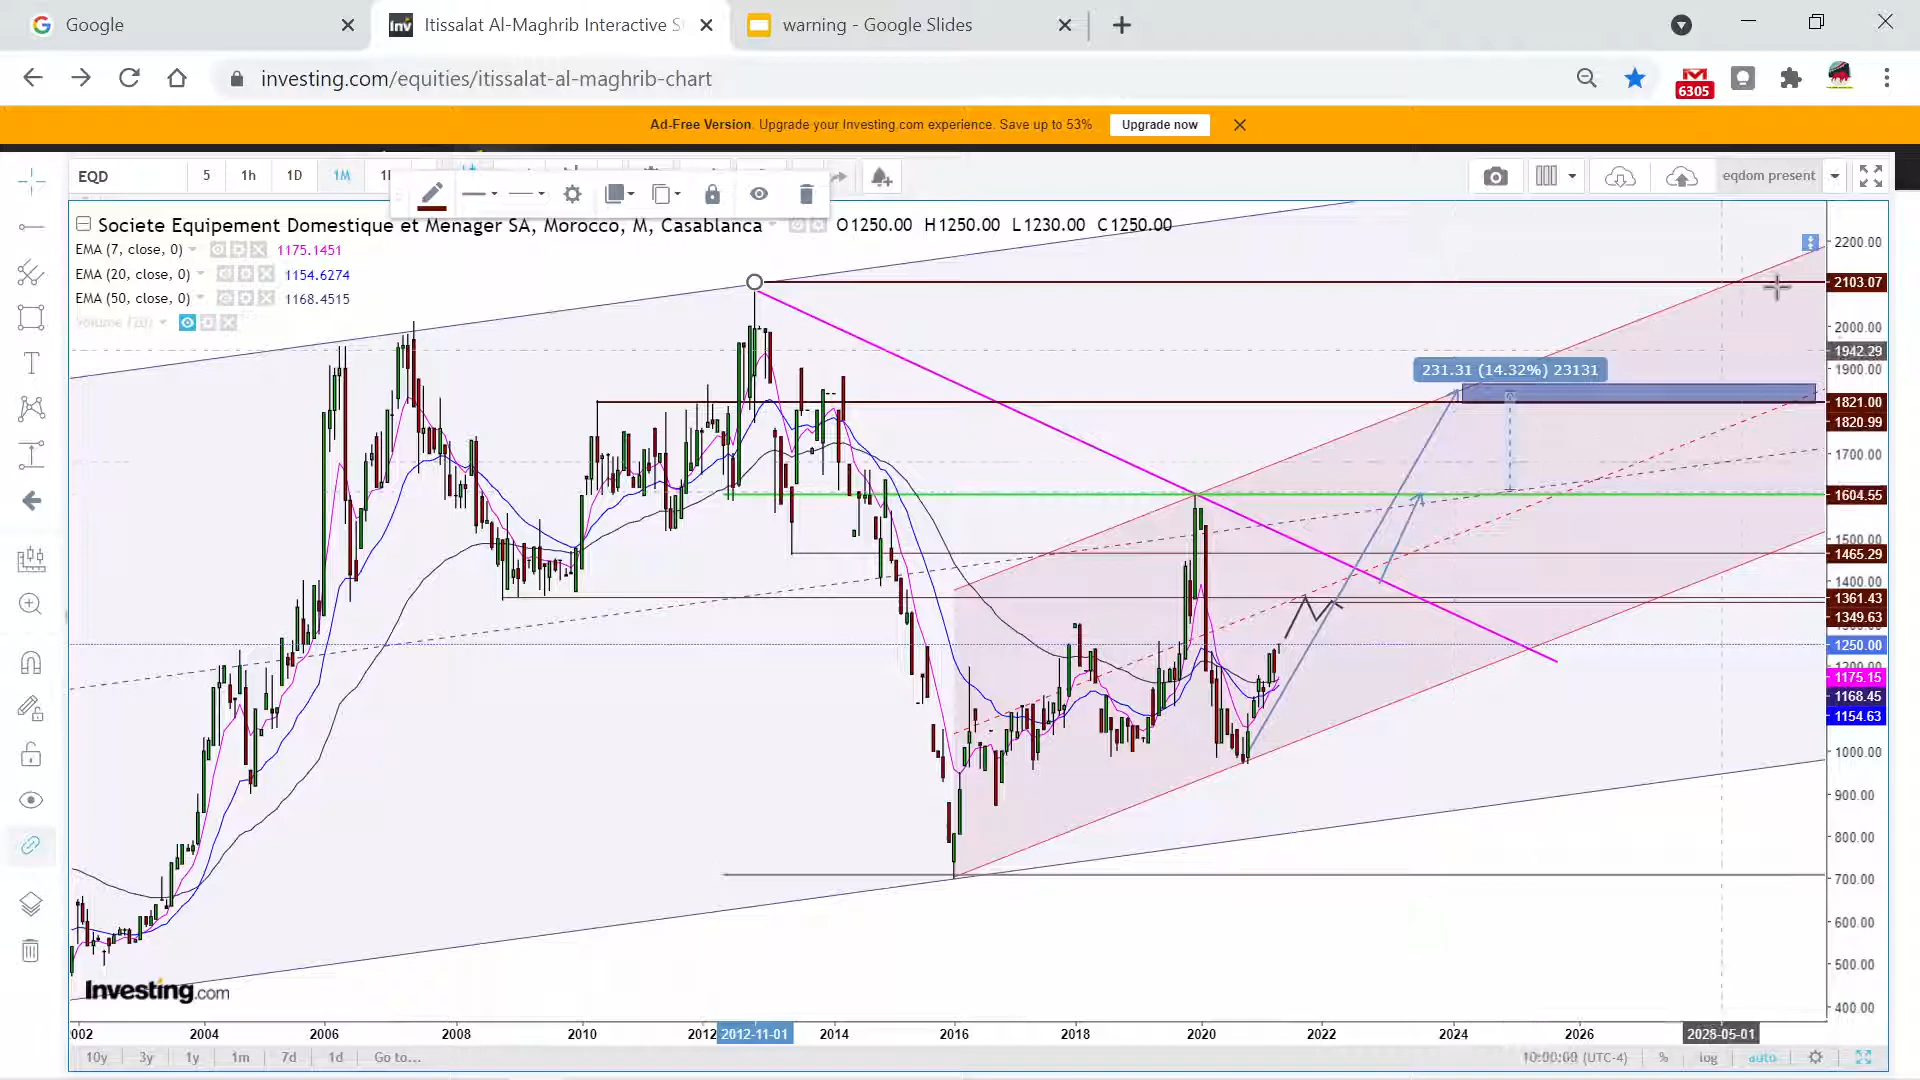 Google
Itissalat Al-Maghrib Interactive S
warning - Google Slides
investing.com/equities/itissalat-al-maghrib-chart
6305
Ad-Free Version. Upgrade your Investing.com experience. Save up to 53%
Upgrade now
EQD
5
1h
1D
1M
eqdom present
Societe Equipement Domestique et Menager SA, Morocco, M, Casablanca
O1250.00 H1250.00 L1230.00 C1250.00
EMA (7, close, 0)
1175.1451
EMA (20, close, 0)
1154.6274
EMA (50, close, 0)
1168.4515
Volume (20)
231.31 (14.32%) 23131
2200.00
2103.07
2000.00
1942.29
1900.00
1821.00
1820.99
1700.00
1604.55
1500.00
1465.29
1400.00
1361.43
1349.63
1250.00
1200.00
1175.15
1168.45
1154.63
1000.00
900.00
800.00
700.00
600.00
500.00
400.00
Investing.com
2002
2004
2006
2008
2010
2012
2012-11-01
2014
2016
2018
2020
2022
2024
2026
2028-05-01
10y
3y
1y
1m
7d
1d
Go to...
(UTC-4)
%
log
auto